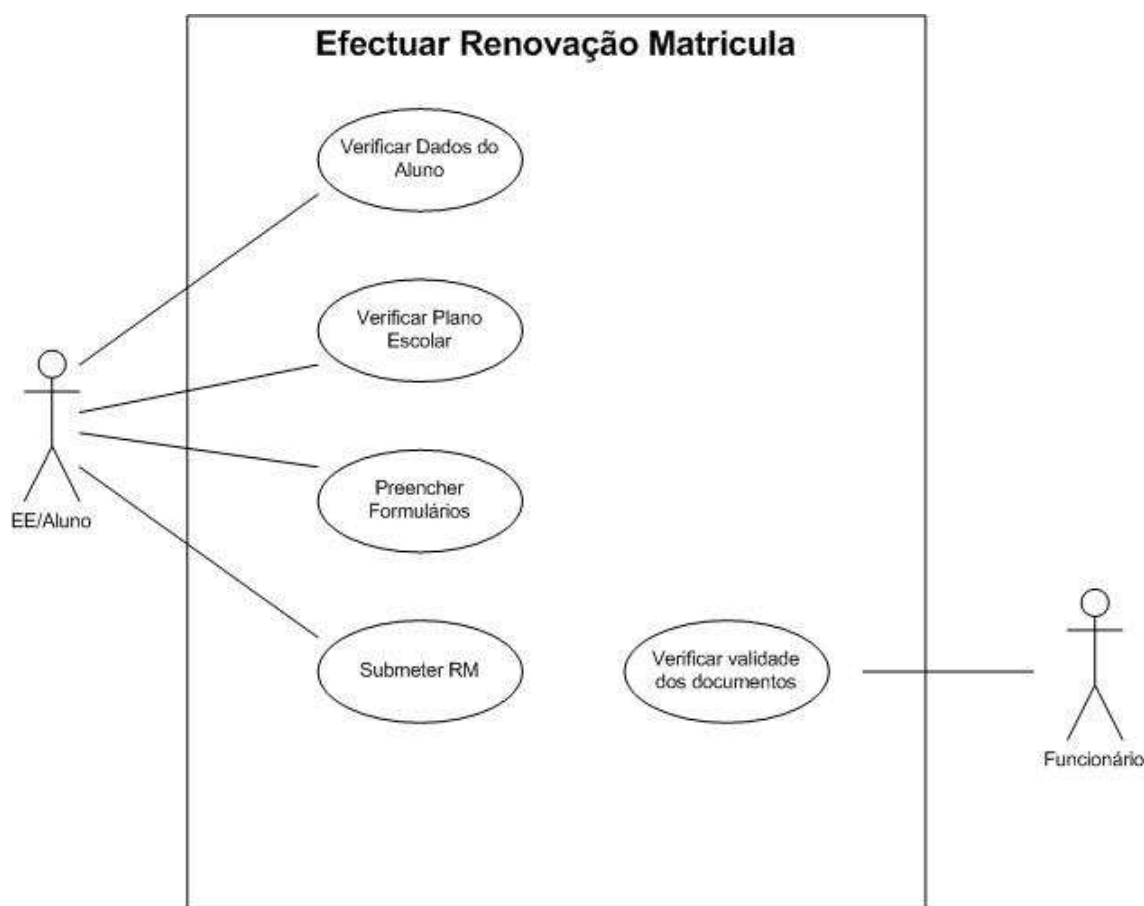 Efectuar Renovação Matricula
Verificar Dados do
Aluno
Verificar Plano
Escolar
EE/Aluno
Preencher
Formulários
Submeter RM
Verificar validade
dos documentos
Funcionário